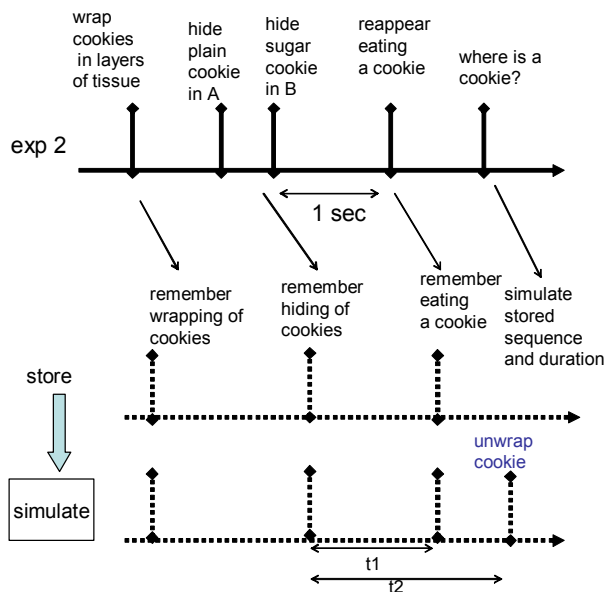 wrap
cookies
in layers
of tissue
hide
plain
cookie
in A
hide
sugar
cookie
in B
reappear
eating
a cookie
where is a
cookie?
exp 2
1 sec
remember
wrapping of
cookies
remember
hiding of
cookies
remember
eating
a cookie
simulate
stored
sequence
and duration
store
unwrap
cookie
simulate
t1
t2